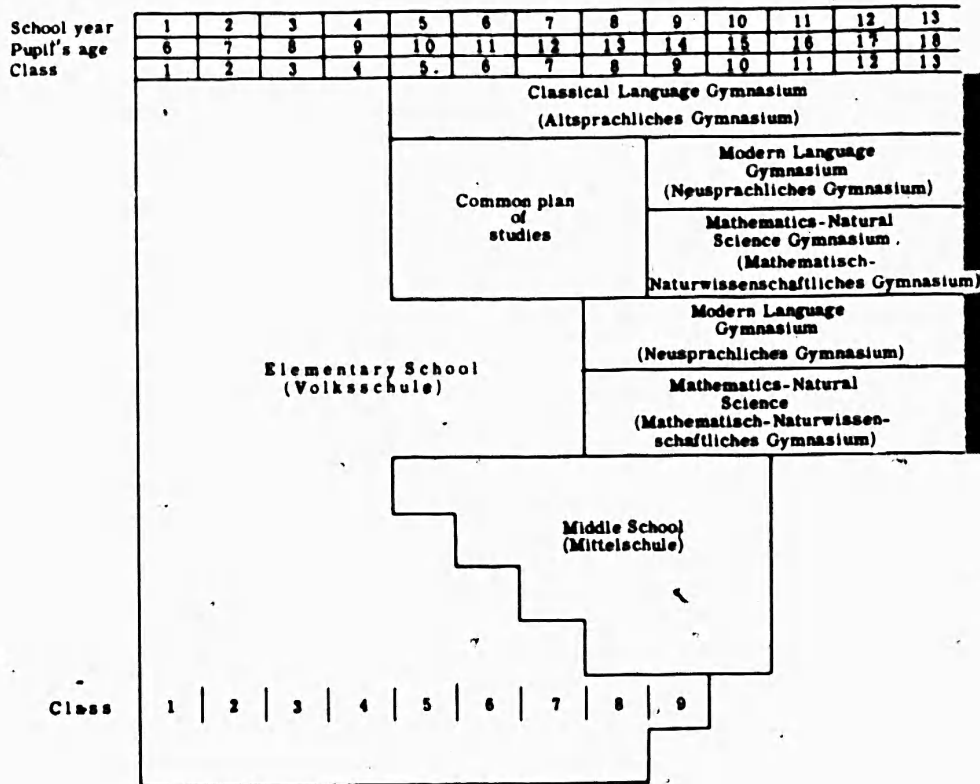 School year 1 2 3 4 5 6 7 8 9 10 11 12 13
Pupil's age 6 7 8 9 10 11 12 13 14 15 16 17 18
Class 1 2 3 4 5. 6 7 8 9 10 11 12 13
Classical Language Gymnasium
(Altsprachliches Gymnasium)
Common plan
of
studies
Modern Language
Gymnasium
(Neusprachliches Gymnasium)
Mathematics-Natural
Science Gymnasium
(Mathematisch-
Naturwissenschaftliches Gymnasium)
Elementary School
(Volksschule)
Modern Language
Gymnasium
(Neusprachliches Gymnasium)
Mathematics-Natural
Science
(Mathematisch-Naturwissen-
schaftliches Gymnasium)
Middle School
(Mittelschule)
Class 1 2 3 4 5 6 7 8 9